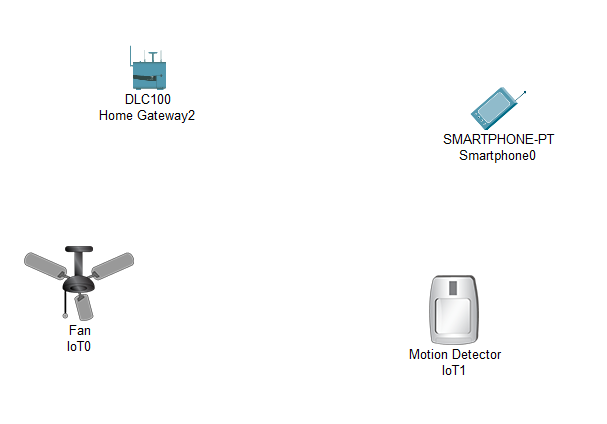 DLC100
Home Gateway2
SMARTPHONE-PT
Smartphone0
Fan
IoT0
Motion Detector
IoT1